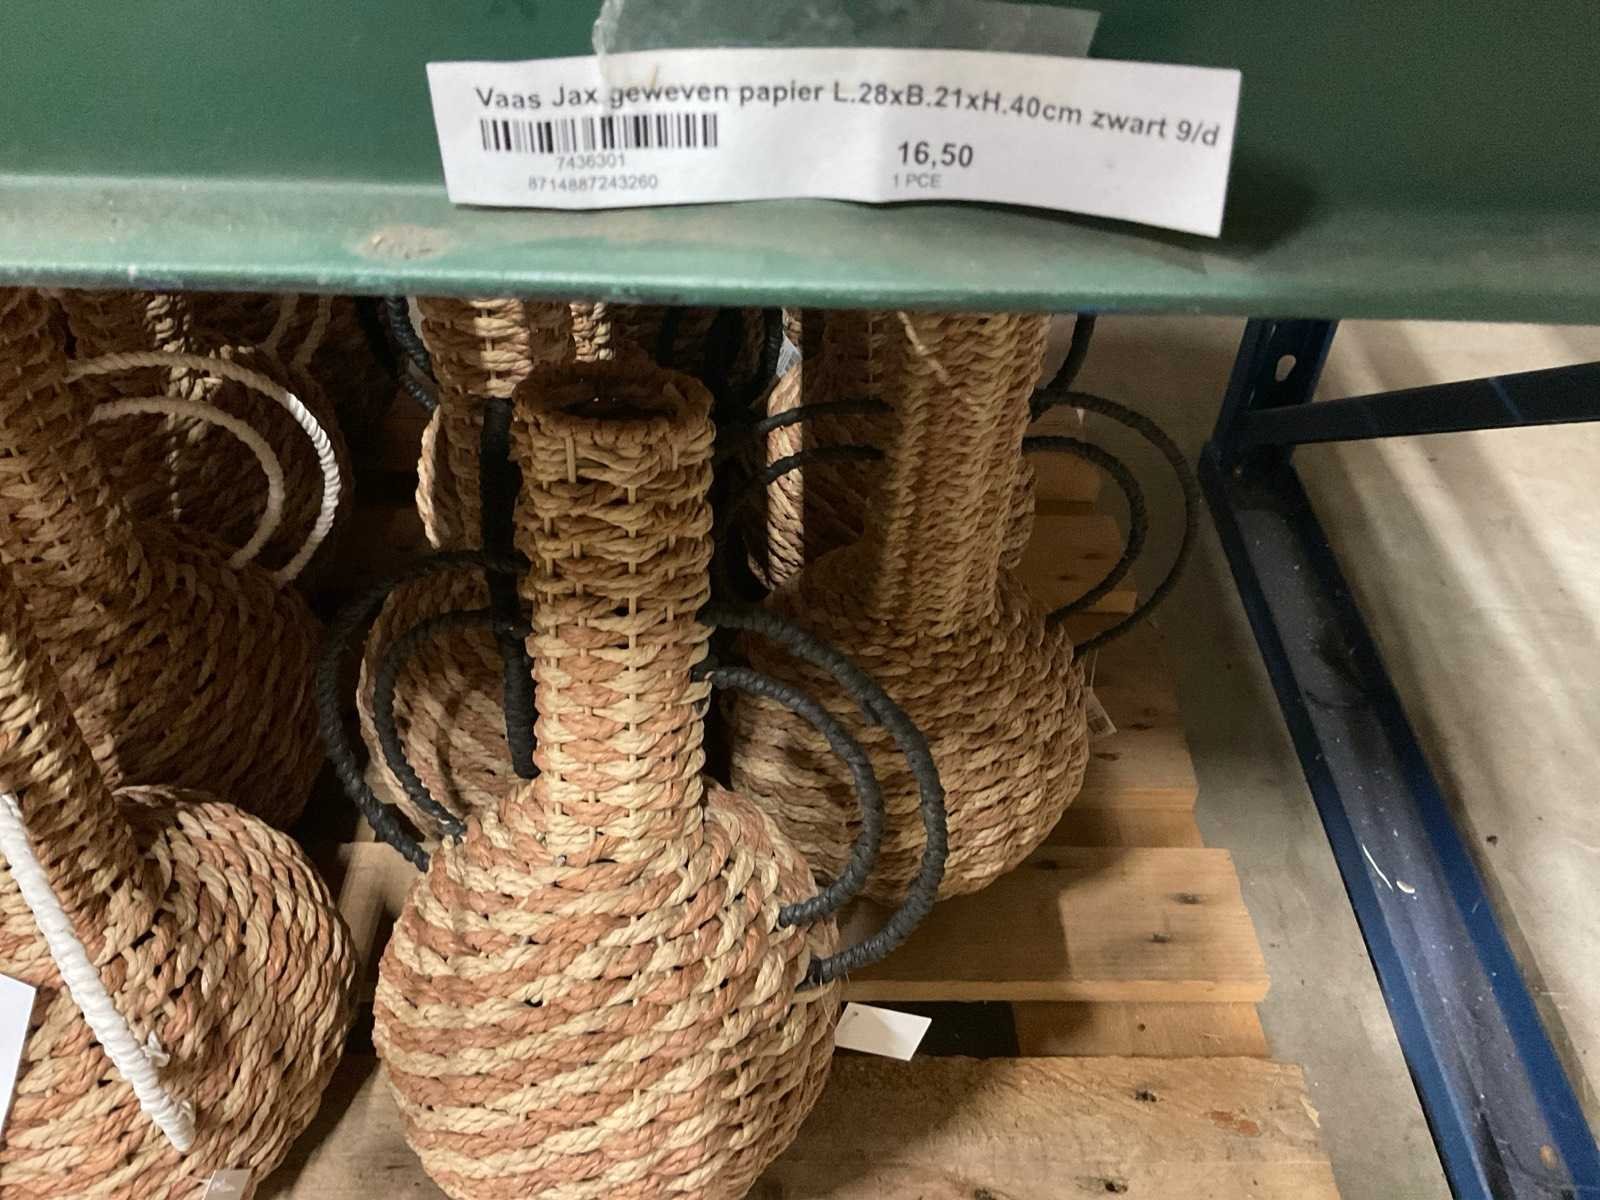 Vaas Jax geweven papier L.28xB.21xH.40cm zwart 9/d
7436301
16,50
8714887243260
1 PCE